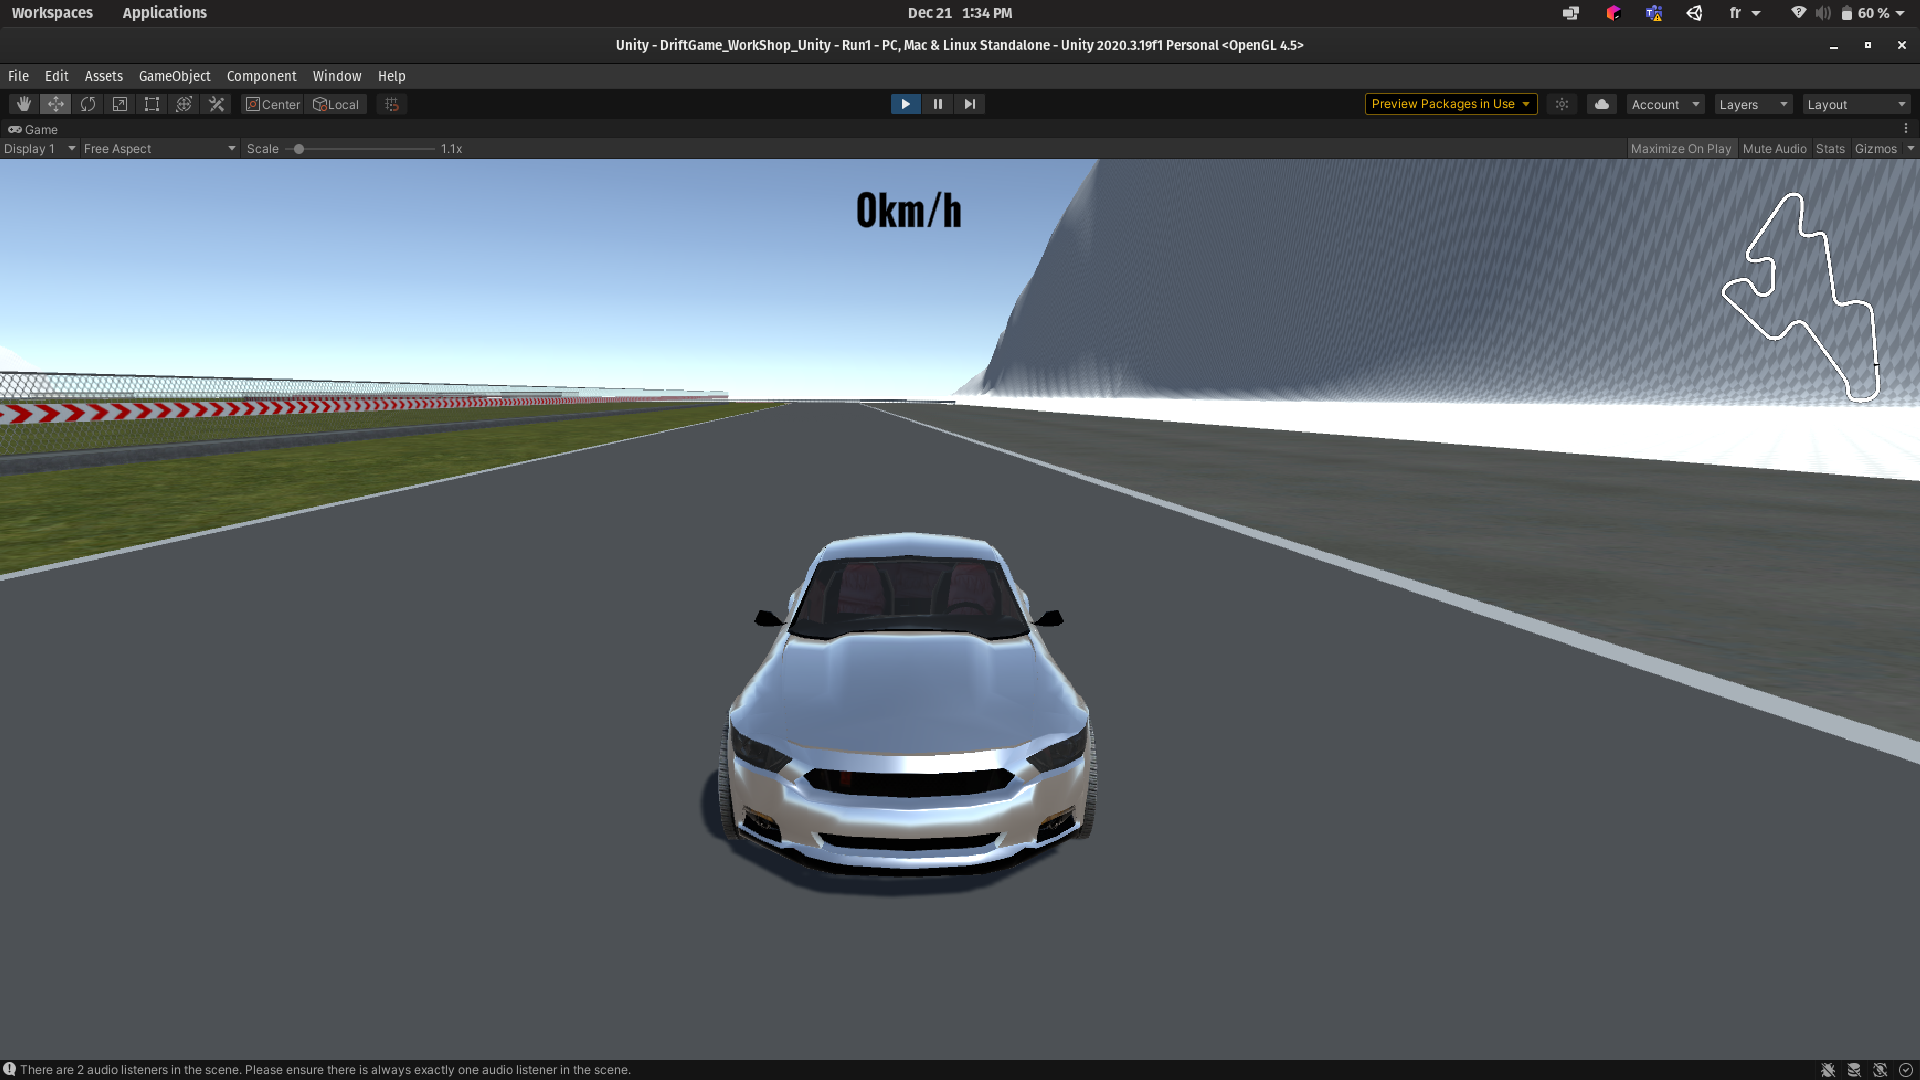 Workspaces Applications Dec 21 1:34 PM fr 60 %
Unity - DriftGame_WorkShop_Unity - Run1 - PC, Mac & Linux Standalone - Unity 2020.3.19f1 Personal <OpenGL 4.5>
File Edit Assets GameObject Component Window Help
Center Local Preview Packages in Use Account Layers Layout
Game
Display 1 Free Aspect Scale 1.1x Maximize On Play Mute Audio Stats Gizmos
0km/h
There are 2 audio listeners in the scene. Please ensure there is always exactly one audio listener in the scene.